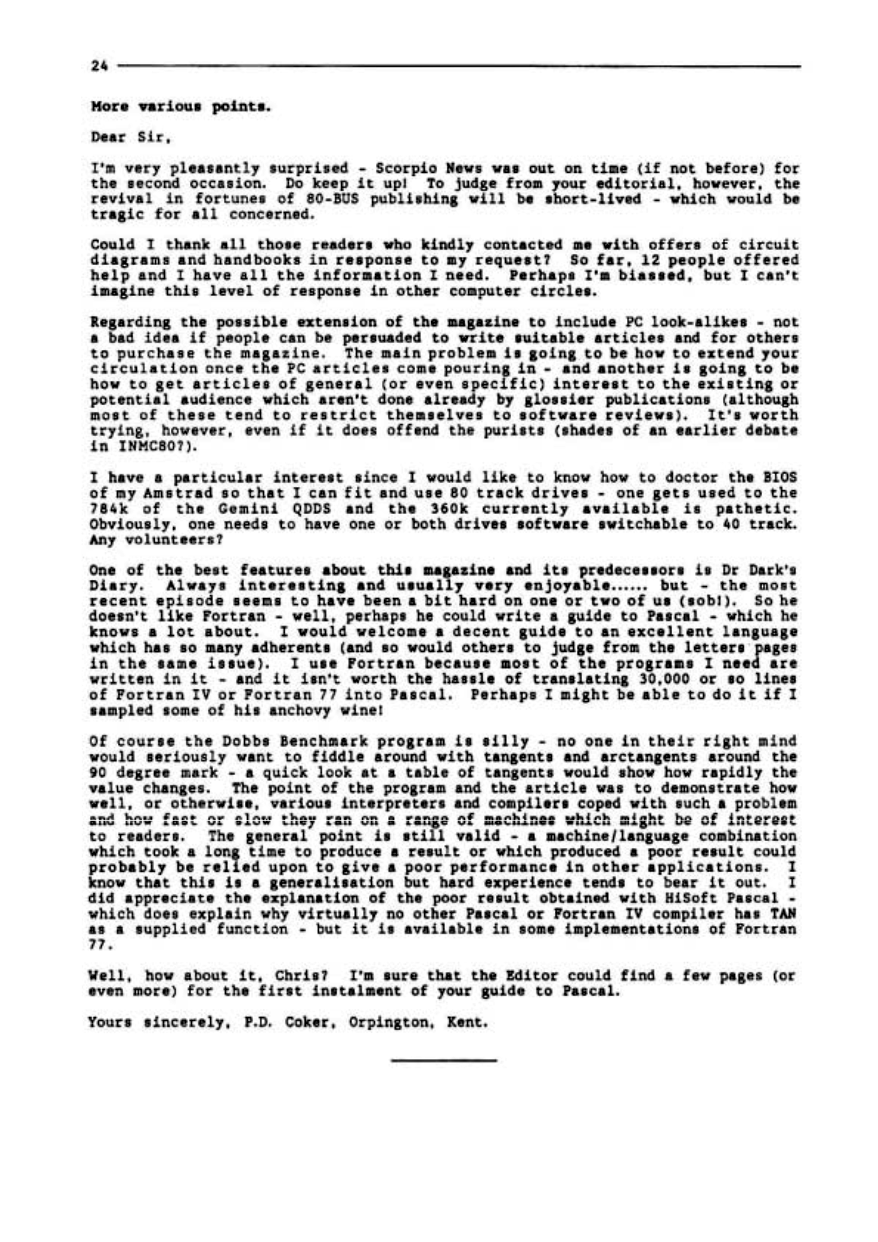 24
More various points.
Dear Sir,
I'm very pleasantly surprised - Scorpio News was out on time (if not before) for
the second occasion. Do keep it up! To judge from your editorial, however, the
revival in fortunes of 80-BUS publishing will be short-lived - which would be
tragic for all concerned.
Could I thank all those readers who kindly contacted me with offers of circuit
diagrams and handbooks in response to my request? So far, 12 people offered
help and I have all the information I need. Perhaps I'm biassed, but I can't
imagine this level of response in other computer circles.
Regarding the possible extension of the magazine to include PC look-alikes - not
a bad idea if people can be persuaded to write suitable articles and for others
to purchase the magazine. The main problem is going to be how to extend your
circulation once the PC articles come pouring in - and another is going to be
how to get articles of general (or even specific) interest to the existing or
potential audience which aren't done already by glossier publications (although
most of these tend to restrict themselves to software reviews). It's worth
trying, however, even if it does offend the purists (shades of an earlier debate
in INMC80?).
I have a particular interest since I would like to know how to doctor the BIOS
of my Amstrad so that I can fit and use 80 track drives - one gets used to the
784k of the Gemini QDDS and the 360k currently available is pathetic.
Obviously, one needs to have one or both drives software switchable to 40 track.
Any volunteers?
One of the best features about this magazine and its predecessors is Dr Dark's
Diary. Always interesting and usually very enjoyable...... but - the most
recent episode seems to have been a bit hard on one or two of us (sob!). So he
doesn't like Fortran - well, perhaps he could write a guide to Pascal - which he
knows a lot about. I would welcome a decent guide to an excellent language
which has so many adherents (and so would others to judge from the letters pages
in the same issue). I use Fortran because most of the programs I need are
written in it - and it isn't worth the hassle of translating 30,000 or so lines
of Fortran IV or Fortran 77 into Pascal. Perhaps I might be able to do it if I
sampled some of his anchovy wine!
Of course the Dobbs Benchmark program is silly - no one in their right mind
would seriously want to fiddle around with tangents and arctangents around the
90 degree mark - a quick look at a table of tangents would show how rapidly the
value changes. The point of the program and the article was to demonstrate how
well, or otherwise, various interpreters and compilers coped with such a problem
and how fast or slow they ran on a range of machines which might be of interest
to readers. The general point is still valid - a machine/language combination
which took a long time to produce a result or which produced a poor result could
probably be relied upon to give a poor performance in other applications. I
know that this is a generalisation but hard experience tends to bear it out. I
did appreciate the explanation of the poor result obtained with HiSoft Pascal -
which does explain why virtually no other Pascal or Fortran IV compiler has TAN
as a supplied function - but it is available in some implementations of Fortran
77.
Well, how about it, Chris? I'm sure that the Editor could find a few pages (or
even more) for the first instalment of your guide to Pascal.
Yours sincerely, P.D. Coker, Orpington, Kent.